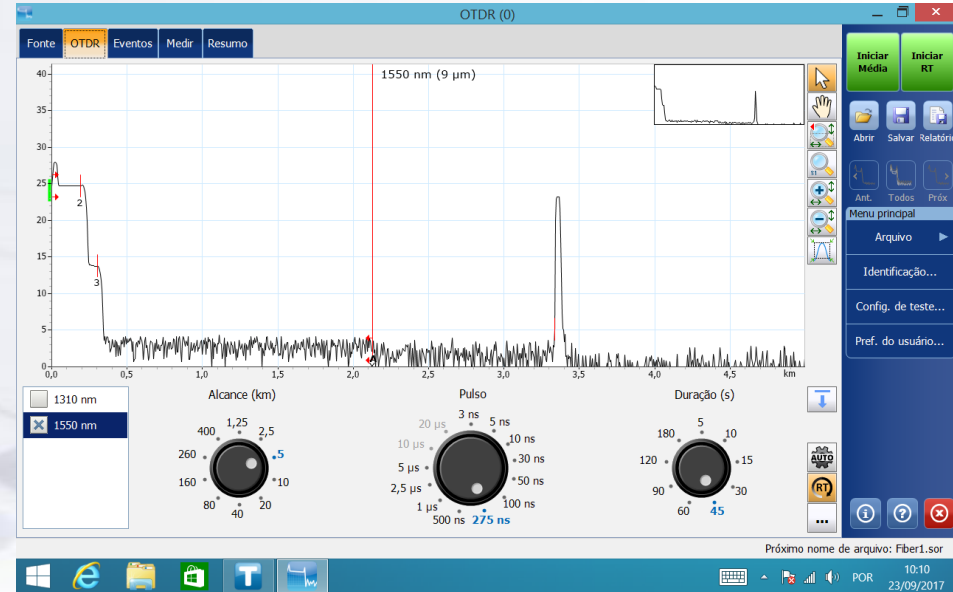 OTDR (0)
Fonte OTDR Eventos Medir Resumo
1550 nm (9 µm)
40
35
30
25
20
15
10
5
0
2
3
A
0,0 0,5 1,0 1,5 2,0 2,5 3,0 3,5 4,0 4,5 km
Iniciar Média
Iniciar RT
Abrir Salvar Relatóri
Ant. Todos Próx
Menu principal
Arquivo
Identificação...
Config. de teste...
Pref. do usuário...
1310 nm
1550 nm
Alcance (km)
1,25
2,5
5
10
20
40
80
160
260
400
Pulso
3 ns
5 ns
10 ns
30 ns
50 ns
100 ns
275 ns
500 ns
1 µs
2,5 µs
5 µs
10 µs
20 µs
Duração (s)
5
10
15
30
45
60
90
120
180
1:1
AUTO
RT
...
Próximo nome de arquivo: Fiber1.sor
POR
10:10
23/09/2017